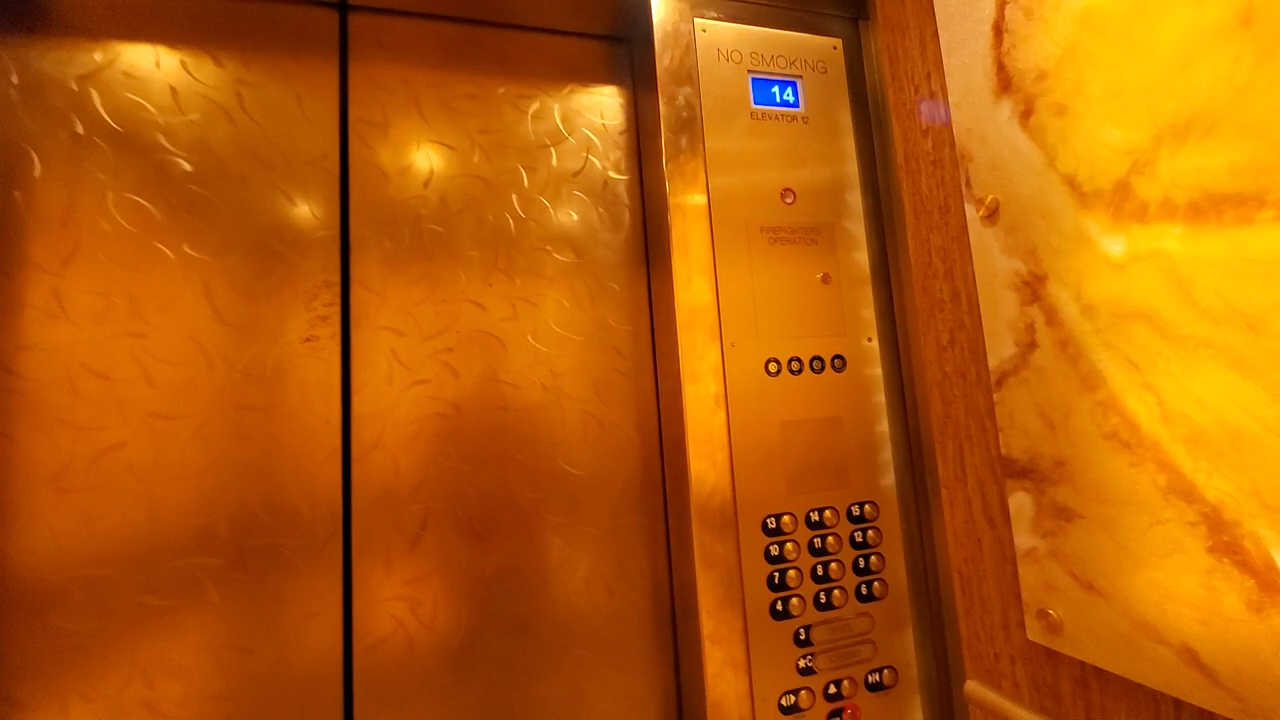 NO SMOKING
14
ELEVATOR 12
FIREFIGHTERS'
OPERATION
13 14 15
10 11 12
7 8 9
4 5 6
3
★C